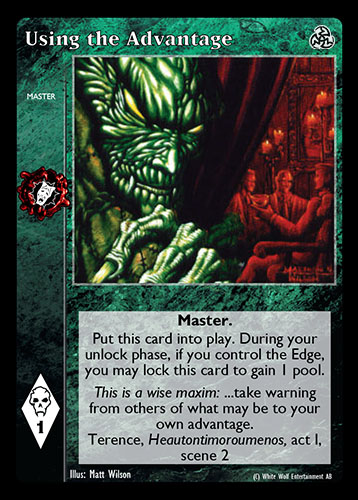 Using the Advantage
MASTER
Master.
Put this card into play. During your
unlock phase, if you control the Edge,
you may lock this card to gain 1 pool.
This is a wise maxim: ...take warning
from others of what may be to your
own advantage.
Terence, Heautontimoroumenos, act I,
scene 2
1
Illus: Matt Wilson
(C) White Wolf Entertainment AB